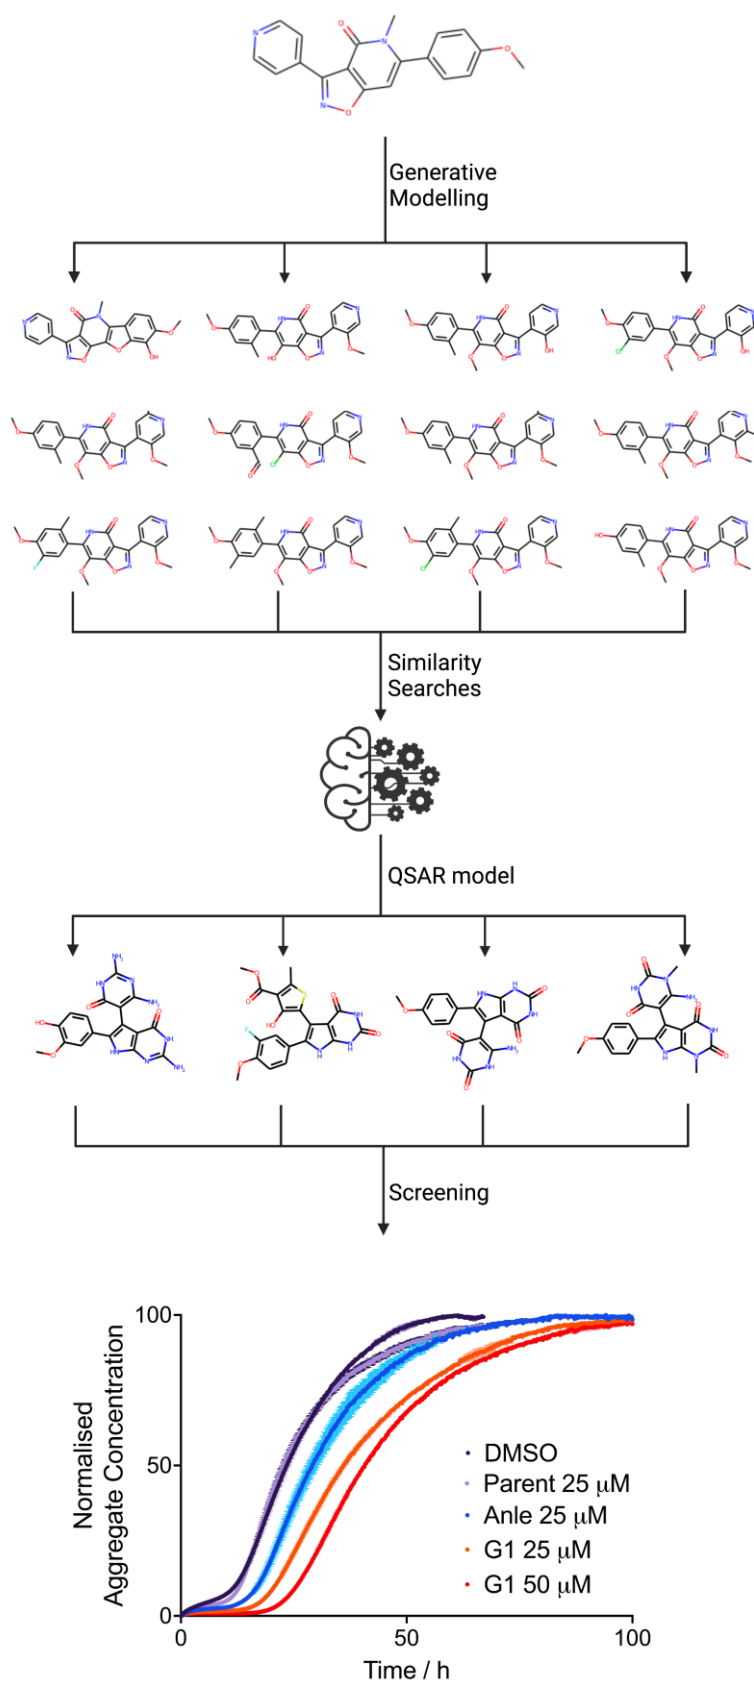 Generative
Modelling
Similarity
Searches
QSAR model
Screening
Normalised
Aggregate Concentration
100
50
0
DMSO
Parent 25 μM
Anle 25 μM
G1 25 μM
G1 50 μM
0
50
100
Time / h